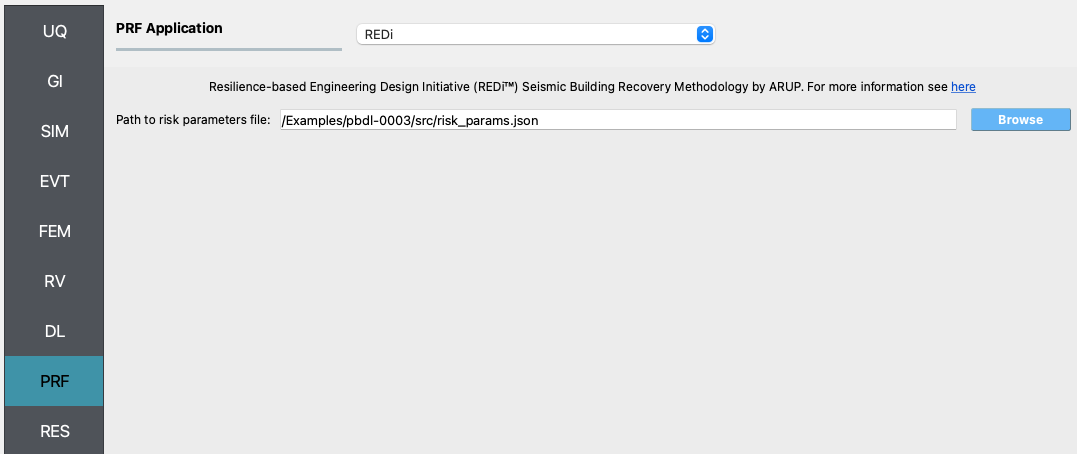 UQ
GI
SIM
EVT
FEM
RV
DL
PRF
RES
PRF Application
REDi
Resilience-based Engineering Design Initiative (REDi™) Seismic Building Recovery Methodology by ARUP. For more information see here
Path to risk parameters file: /Examples/pbdl-0003/src/risk_params.json Browse